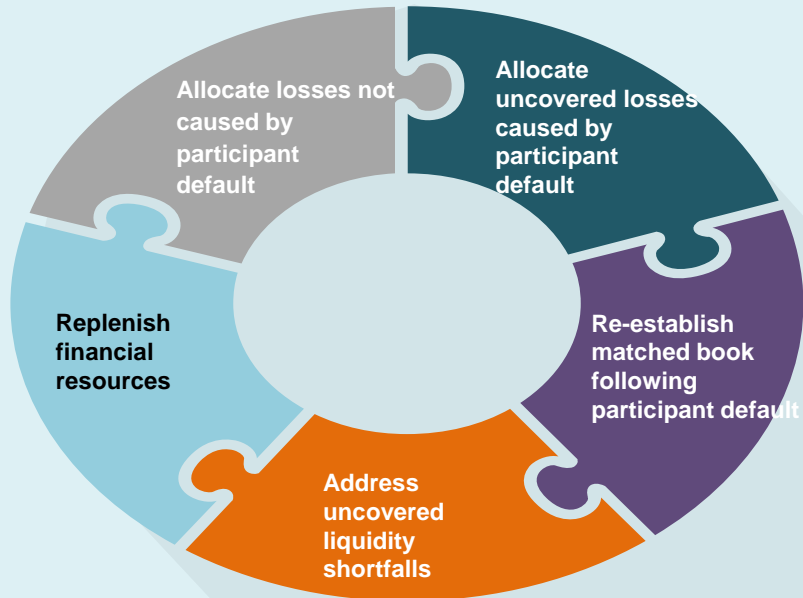 Allocate losses not
caused by
participant
default
Allocate
uncovered losses
caused by
participant
default
Re-establish
matched book
following
participant default
Address
uncovered
liquidity
shortfalls
Replenish
financial
resources